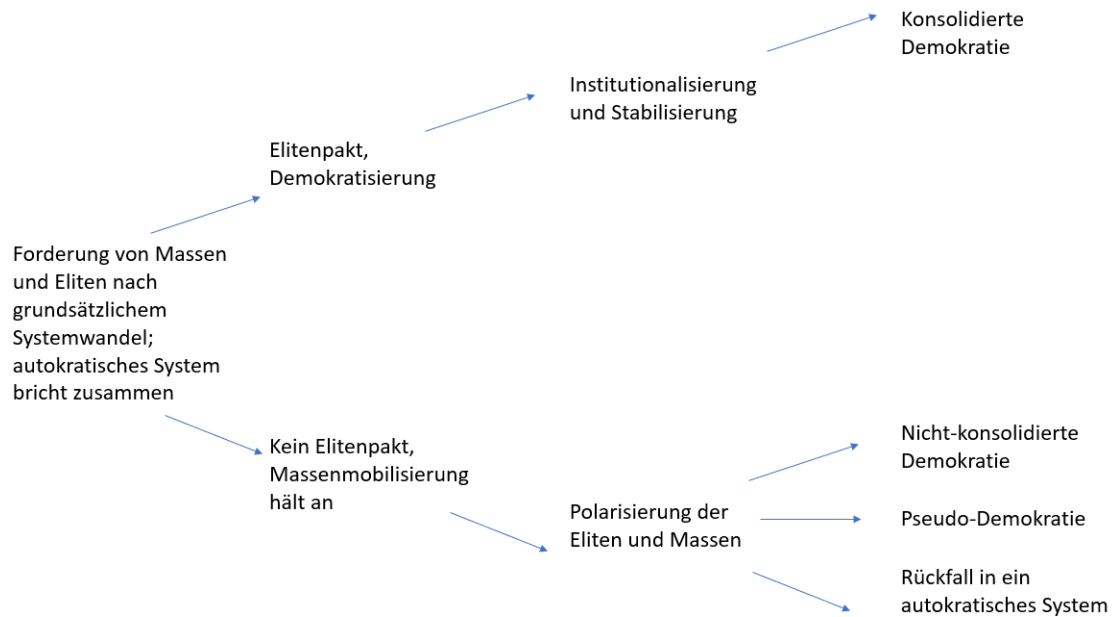 Konsolidierte
Demokratie
Institutionalisierung
und Stabilisierung
Elitenpakt,
Demokratisierung
Forderung von Massen
und Eliten nach
grundsätzlichem
Systemwandel;
autokratisches System
bricht zusammen
Kein Elitenpakt,
Massenmobilisierung
hält an
Polarisierung der
Eliten und Massen
Nicht-konsolidierte
Demokratie
Pseudo-Demokratie
Rückfall in ein
autokratisches System